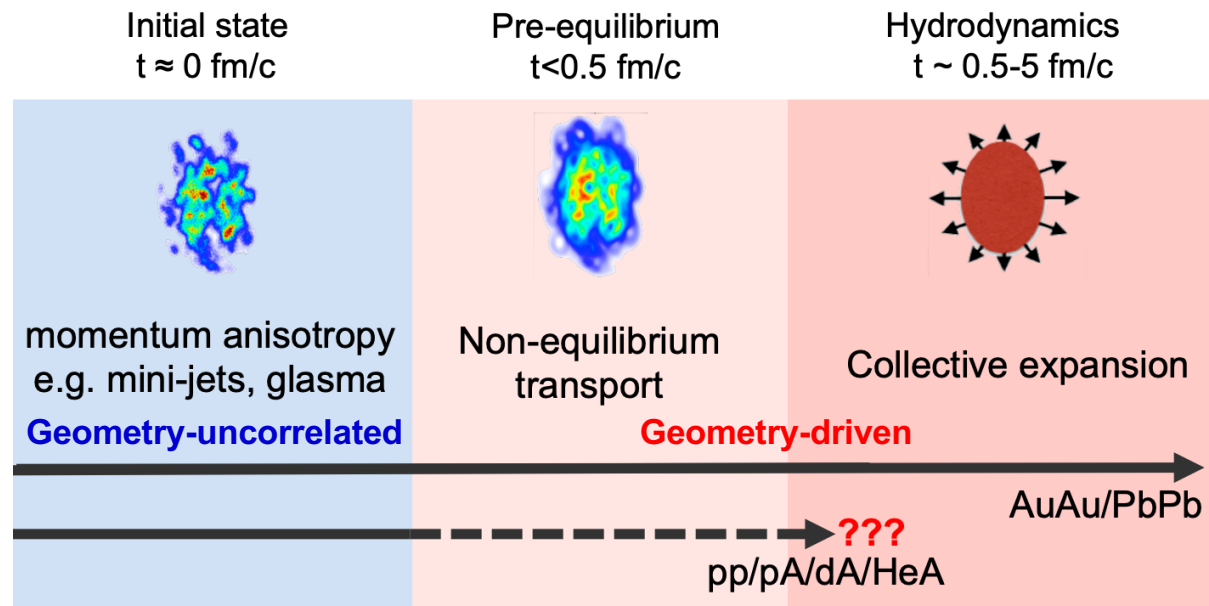 Initial state
t ≈ 0 fm/c
Pre-equilibrium
t<0.5 fm/c
Hydrodynamics
t ~ 0.5-5 fm/c
momentum anisotropy
e.g. mini-jets, glasma
Non-equilibrium
transport
Collective expansion
Geometry-uncorrelated
Geometry-driven
AuAu/PbPb
???
pp/pA/dA/HeA